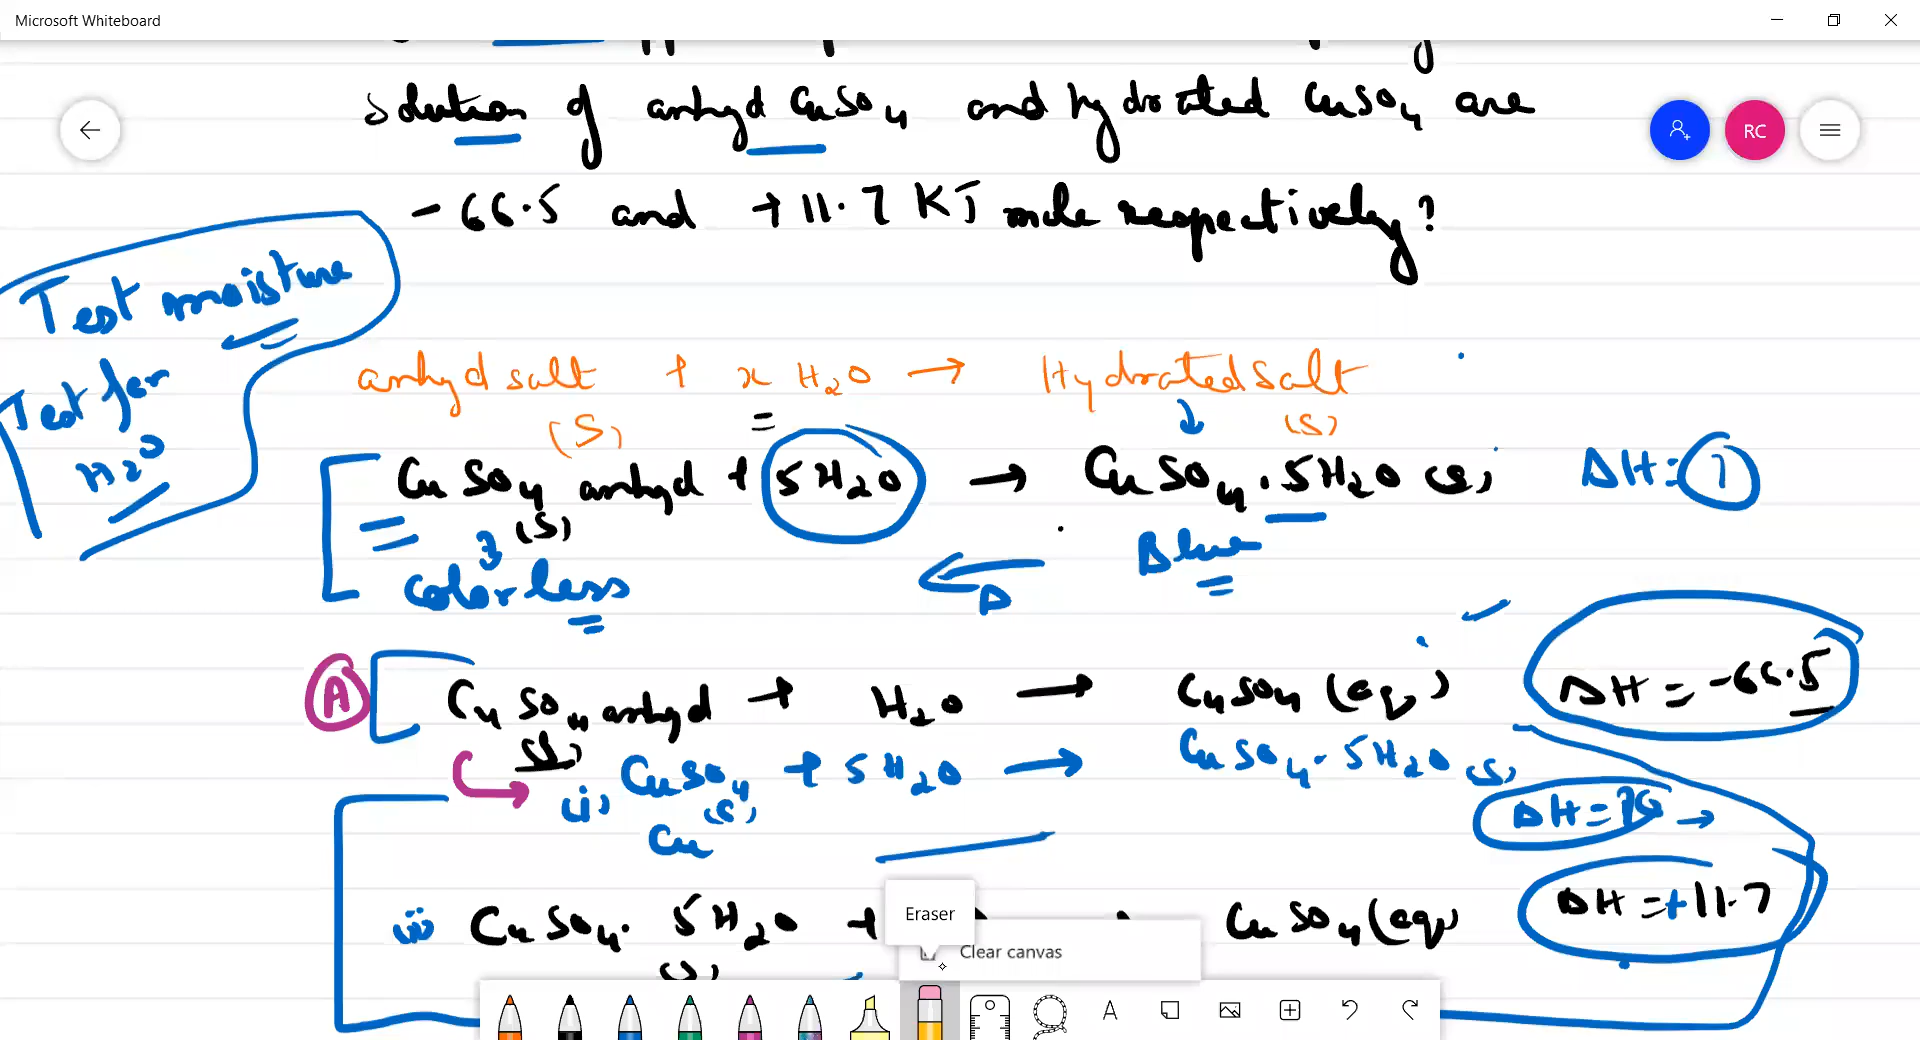 Microsoft Whiteboard
solution of anhyd CuSO4 and hydrated CuSO4 are
RC
-66.5 and +11.7 KJ mole respectively?
Test moisture
Test for
H2O
anhyd salt + x H2O → Hydrated Salt
(S) (S)
CuSO4 anhyd + 5H2O → CuSO4.5H2O (s) ΔH = ?
(S)
colorless Δ Blue
A CuSO4 anhyd + H2O → CuSO4 (aq) ΔH = -66.5
(S)
(i) CuSO4 + 5H2O → CuSO4.5H2O (s)
(S) ΔH = ? →
Cu
(ii) CuSO4.5H2O + → CuSO4 (aq) ΔH = +11.7
(S)
Eraser
Clear canvas
A